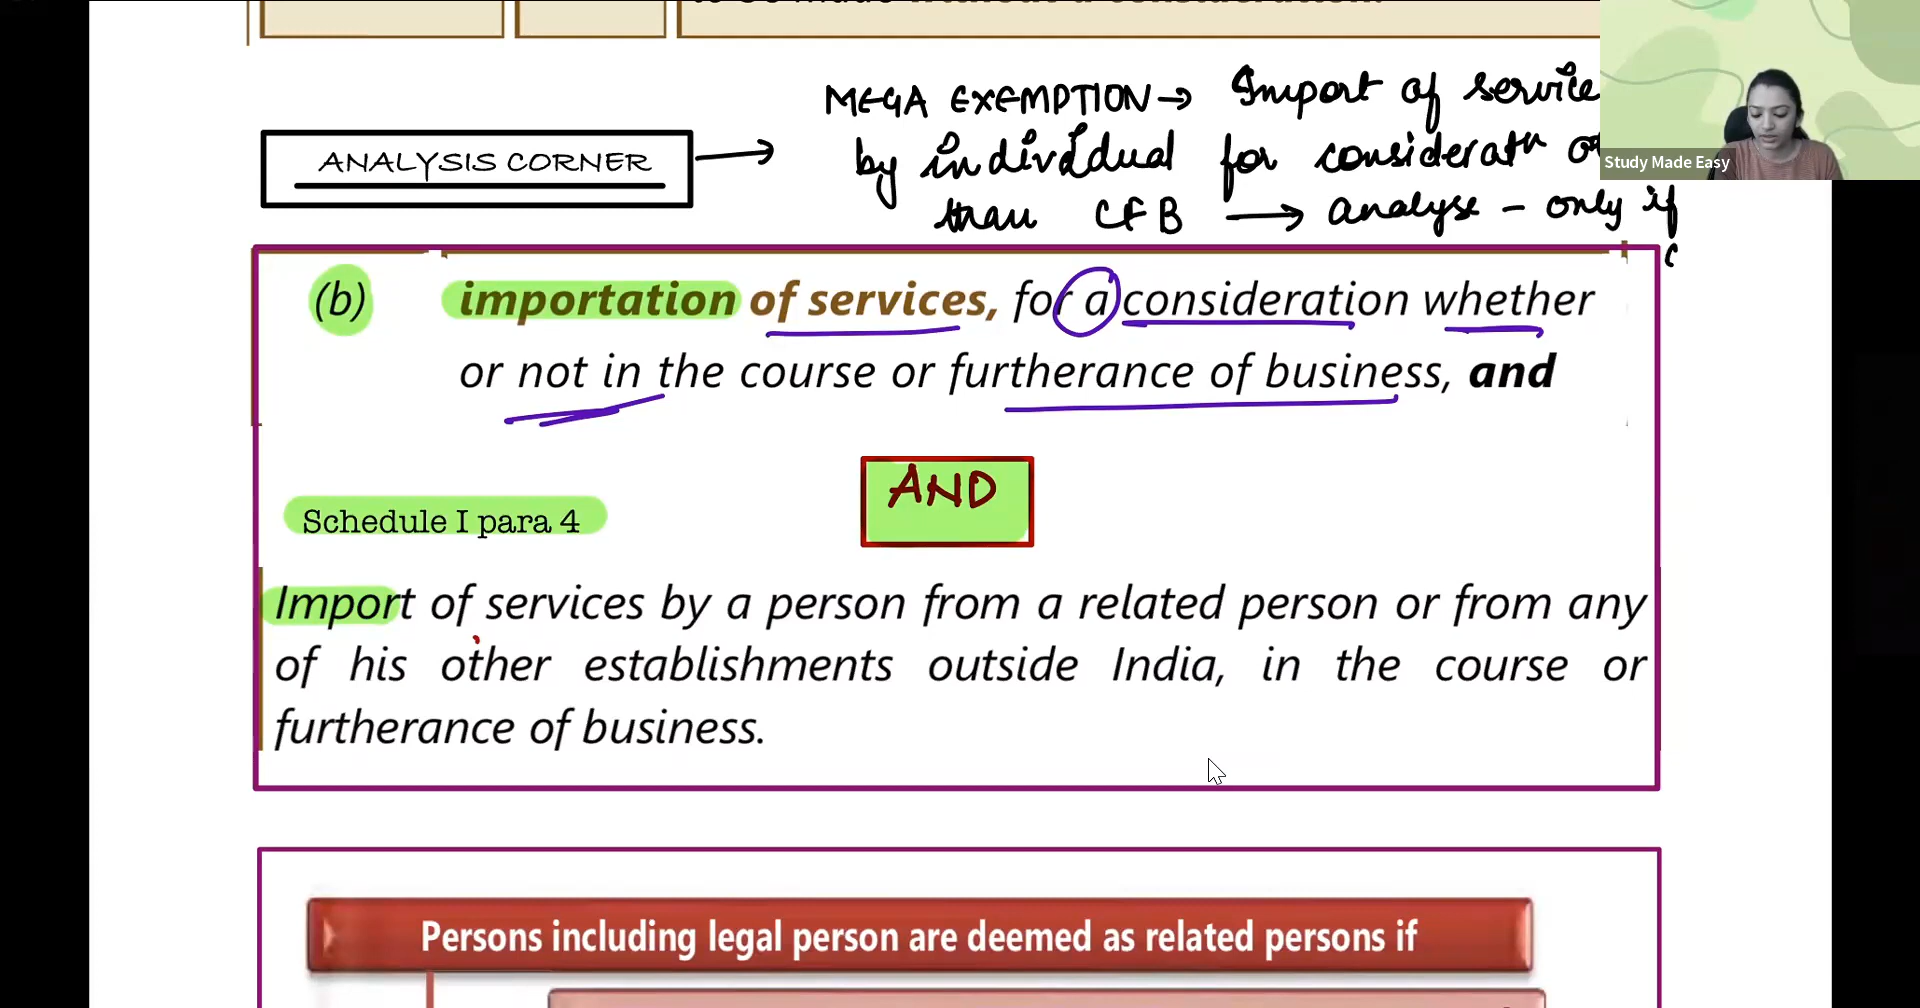 without a consideration.
MEGA EXEMPTION → Import of service
by individual for consideratn
ANALYSIS CORNER →
Study Made Easy
than CFB → analyse - only if
(b) importation of services, for a consideration whether
or not in the course or furtherance of business, and
AND
Schedule I para 4
Import of services by a person from a related person or from any
of his other establishments outside India, in the course or
furtherance of business.
Persons including legal person are deemed as related persons if